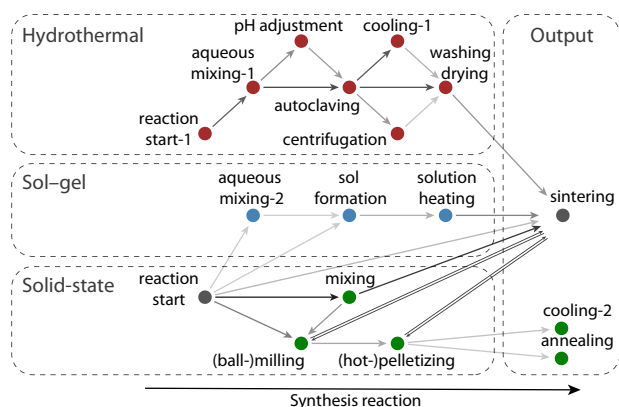 Hydrothermal
pH adjustment
cooling-1
Output
aqueous
mixing-1
washing
drying
autoclaving
reaction
start-1
centrifugation
Sol–gel
aqueous
mixing-2
sol
formation
solution
heating
sintering
Solid-state
reaction
start
mixing
cooling-2
annealing
(ball-)milling
(hot-)pelletizing
Synthesis reaction